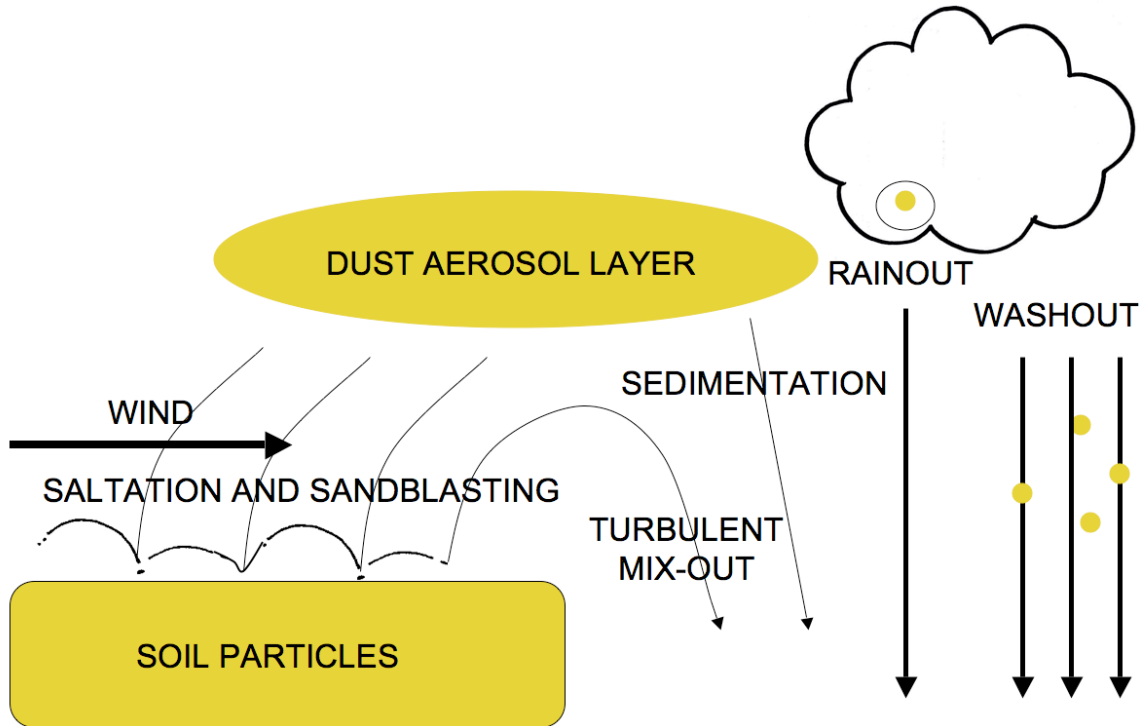 DUST AEROSOL LAYER
RAINOUT
WASHOUT
SEDIMENTATION
WIND
SALTATION AND SANDBLASTING
TURBULENT
MIX-OUT
SOIL PARTICLES